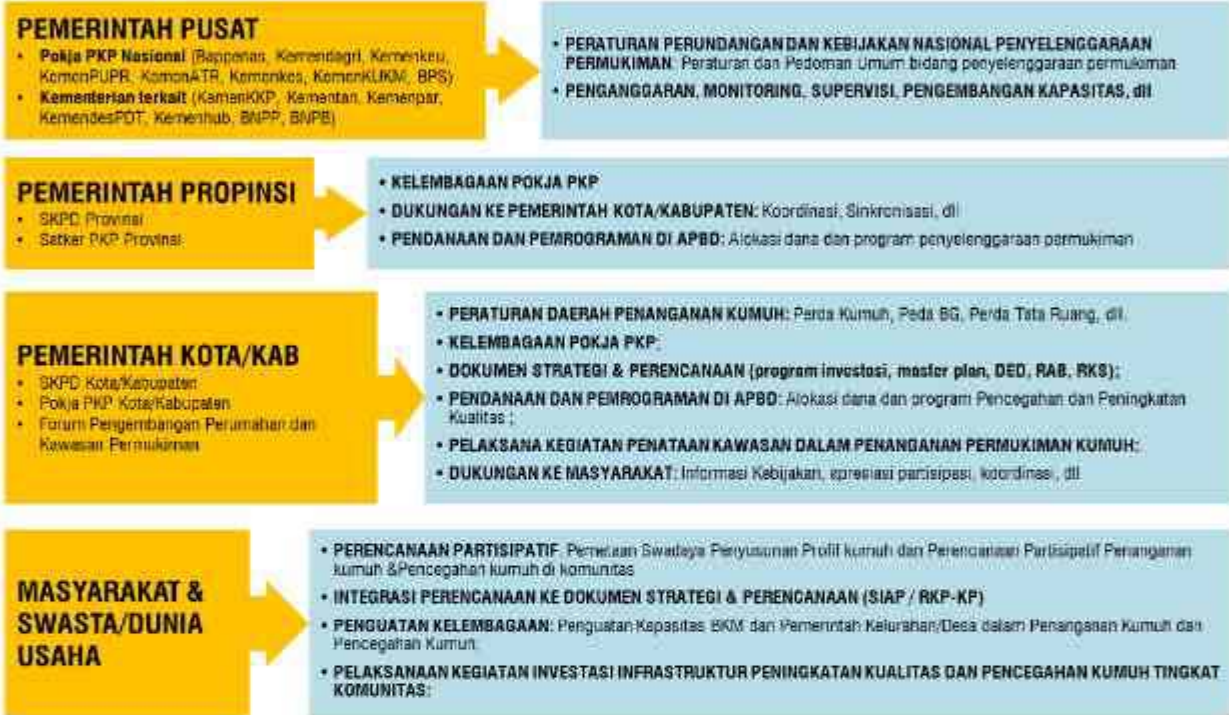 PEMERINTAH PUSAT
• Pokja PKP Nasional (Bappenas, Kemendagri, Kemenkeu,
KemenPUPR, KemenATR, Kemenkes, KemenKUKM, BPS)
• Kementerian terkait (KemenKKP, Kementan, Kemenpar,
KemendesPDT, Kemenhub, BNPP, BNPB)
• PERATURAN PERUNDANGAN DAN KEBIJAKAN NASIONAL PENYELENGGARAAN
PERMUKIMAN: Peraturan dan Pedoman Umum bidang penyelenggaraan permukiman
• PENGANGGARAN, MONITORING, SUPERVISI, PENGEMBANGAN KAPASITAS, dll
PEMERINTAH PROPINSI
• SKPD Provinsi
• Satker PKP Provinsi
• KELEMBAGAAN POKJA PKP
• DUKUNGAN KE PEMERINTAH KOTA/KABUPATEN: Koordinasi, Sinkronisasi, dll
• PENDANAAN DAN PEMROGRAMAN DI APBD: Alokasi dana dan program penyelenggaraan permukiman
PEMERINTAH KOTA/KAB
• SKPD Kota/Kabupaten
• Pokja PKP Kota/Kabupaten
• Forum Pengembangan Perumahan dan
Kawasan Permukiman
• PERATURAN DAERAH PENANGANAN KUMUH: Perda Kumuh, Peda BG, Perda Tata Ruang, dll.
• KELEMBAGAAN POKJA PKP;
• DOKUMEN STRATEGI & PERENCANAAN (program investasi, master plan, DED, RAB, RKS);
• PENDANAAN DAN PEMROGRAMAN DI APBD: Alokasi dana dan program Pencegahan dan Peningkatan
Kualitas ;
• PELAKSANA KEGIATAN PENATAAN KAWASAN DALAM PENANGANAN PERMUKIMAN KUMUH;
• DUKUNGAN KE MASYARAKAT: Informasi Kebijakan, apresiasi partisipasi, koordinasi, dll
MASYARAKAT &
SWASTA/DUNIA
USAHA
• PERENCANAAN PARTISIPATIF: Pemetaan Swadaya Penyusunan Profil kumuh dan Perencanaan Partisipatif Penanganan
kumuh &Pencegahan kumuh di komunitas
• INTEGRASI PERENCANAAN KE DOKUMEN STRATEGI & PERENCANAAN (SIAP / RKP-KP)
• PENGUATAN KELEMBAGAAN: Penguatan Kapasitas BKM dan Pemerintah Kelurahan/Desa dalam Penanganan Kumuh dan
Pencegahan Kumuh;
• PELAKSANAAN KEGIATAN INVESTASI INFRASTRUKTUR PENINGKATAN KUALITAS DAN PENCEGAHAN KUMUH TINGKAT
KOMUNITAS;